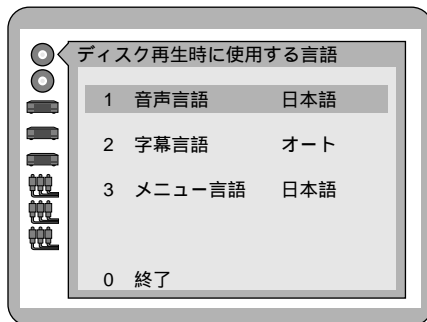 ディスク再生時に使用する言語
1 音声言語 日本語
2 字幕言語 オート
3 メニュー言語 日本語
0 終了